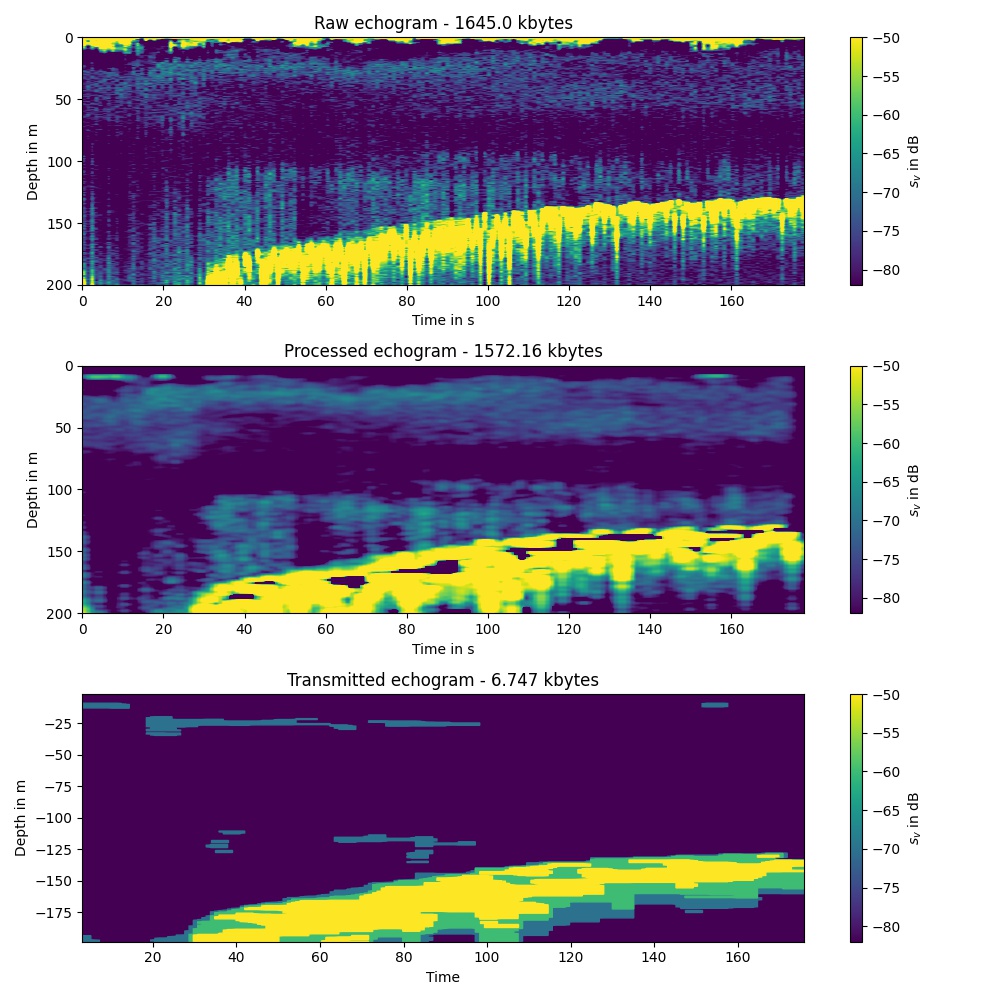 Raw echogram - 1645.0 kbytes
0
50
100
150
200
Depth in m
0 20 40 60 80 100 120 140 160
Time in s
−50
−55
−60
−65
−70
−75
−80
sv in dB
Processed echogram - 1572.16 kbytes
0
50
100
150
200
Depth in m
0 20 40 60 80 100 120 140 160
Time in s
−50
−55
−60
−65
−70
−75
−80
sv in dB
Transmitted echogram - 6.747 kbytes
−25
−50
−75
−100
−125
−150
−175
Depth in m
20 40 60 80 100 120 140 160
Time
−50
−55
−60
−65
−70
−75
−80
sv in dB